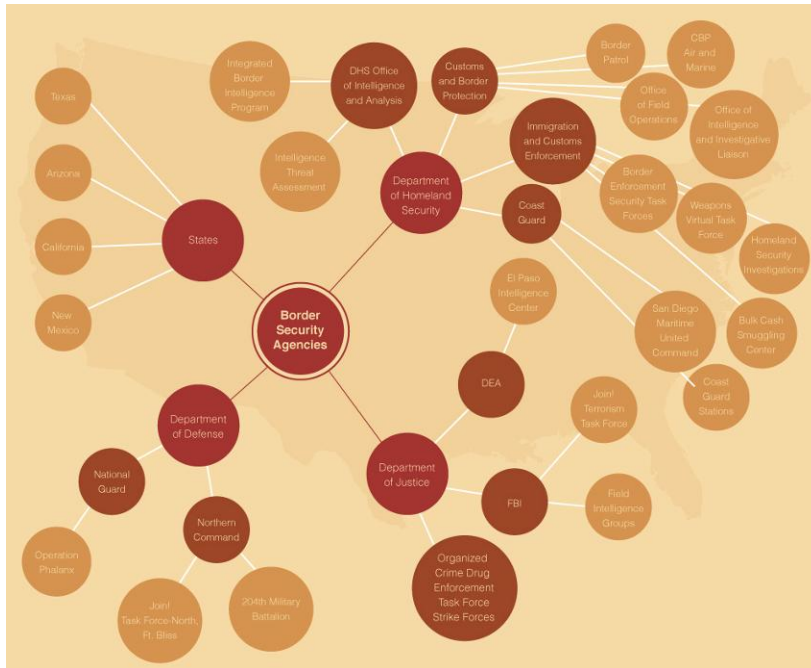 Border
Security
Agencies
States
Texas
Arizona
California
New
Mexico
Department
of Homeland
Security
DHS Office
of Intelligence
and Analysis
Integrated
Border
Intelligence
Program
Intelligence
Threat
Assessment
Customs
and Border
Protection
Border
Patrol
CBP
Air and
Marine
Office
of Field
Operations
Office of
Intelligence
and Investigative
Liaison
Immigration
and Customs
Enforcement
Border
Enforcement
Security Task
Forces
Weapons
Virtual Task
Force
Homeland
Security
Investigations
Bulk Cash
Smuggling
Center
Coast
Guard
San Diego
Maritime
United
Command
Coast
Guard
Stations
Department
of Defense
National
Guard
Operation
Phalanx
Northern
Command
Join!
Task Force-North,
Ft. Bliss
204th Military
Battalion
Department
of Justice
DEA
El Paso
Intelligence
Center
FBI
Join!
Terrorism
Task Force
Field
Intelligence
Groups
Organized
Crime Drug
Enforcement
Task Force
Strike Forces